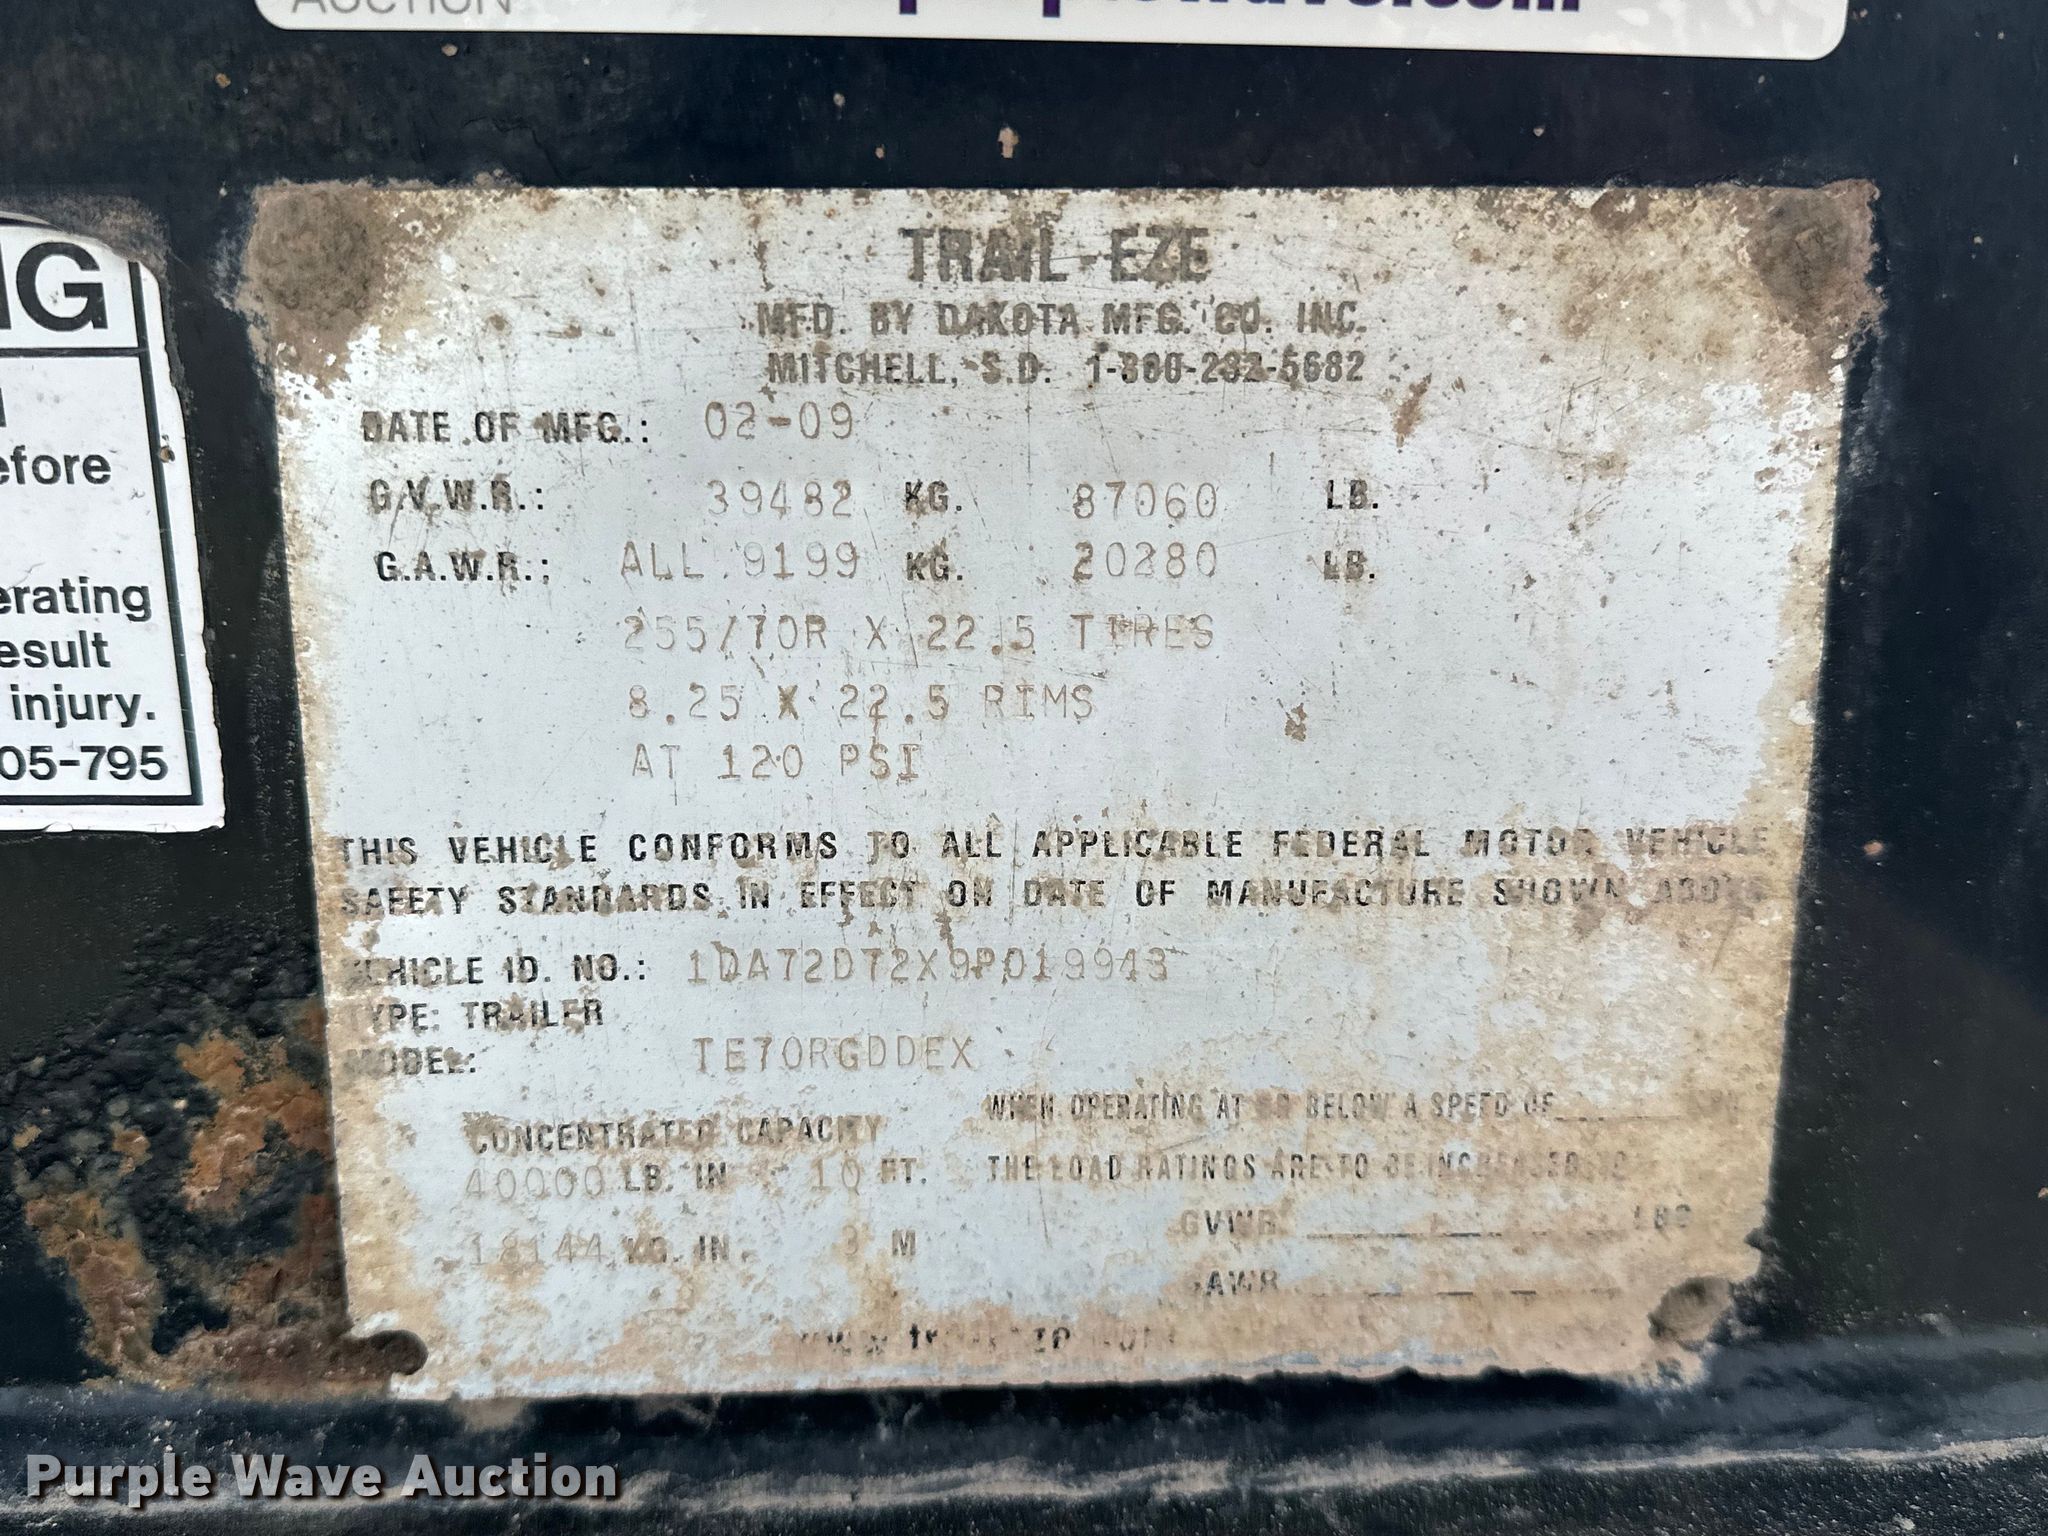 AUCTION
TRAIL-EZE
MFD. BY DAKOTA MFG. CO. INC.
MITCHELL, S.D. 1-800-232-5682
DATE OF MFG.: 02-09
G.V.W.R.: 39482 KG. 87060 LB.
G.A.W.R.: ALL 9199 KG. 20280 LB.
255/70R X 22.5 TIRES
8.25 X 22.5 RIMS
AT 120 PSI
THIS VEHICLE CONFORMS TO ALL APPLICABLE FEDERAL MOTOR VEHICLE
SAFETY STANDARDS IN EFFECT ON DATE OF MANUFACTURE SHOWN ABOVE
VEHICLE ID. NO.: 1DA72D72X9P019943
TYPE: TRAILER
MODEL: TE70RGDDEX
CONCENTRATED CAPACITY
40000 LB. IN 10 FT.
18144 KG. IN 3 M
WHEN OPERATING AT OR BELOW A SPEED OF
THE LOAD RATINGS ARE TO BE INCREASED TO
GVWR LBS
GAWR
NG
efore
erating
esult
injury.
05-795
Purple Wave Auction